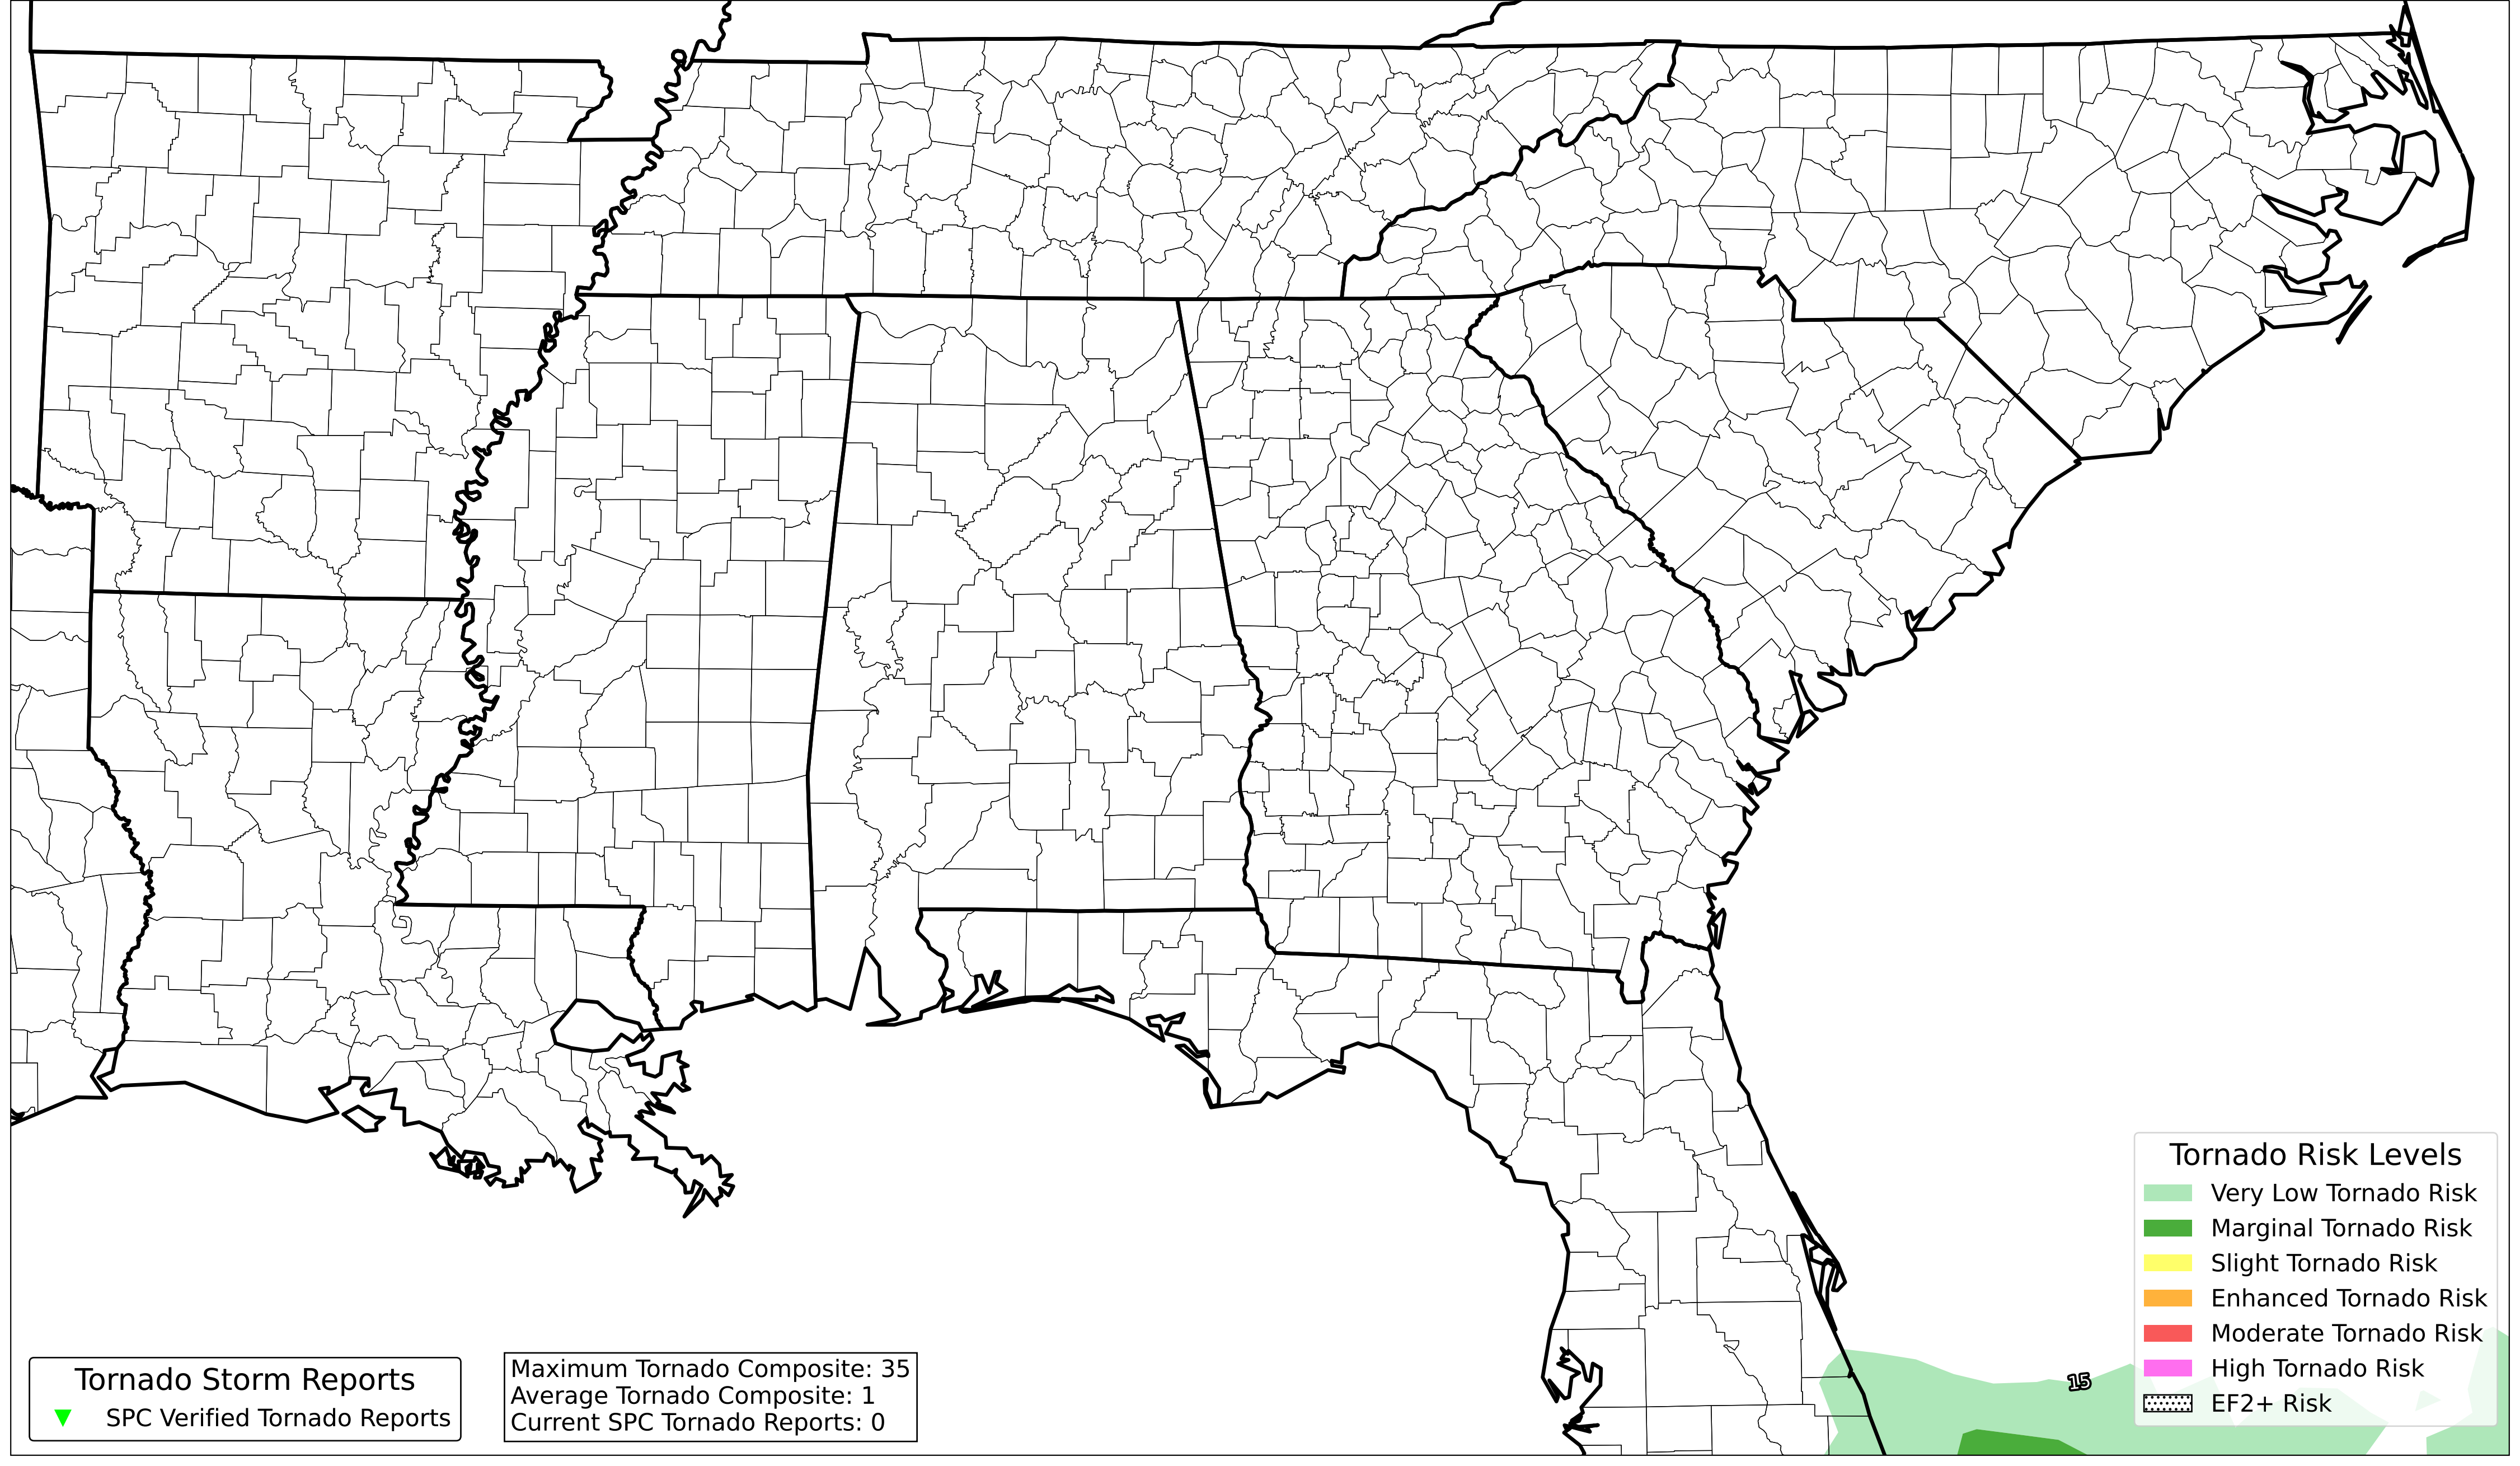 15
Tornado Risk Levels
Very Low Tornado Risk
Marginal Tornado Risk
Slight Tornado Risk
Enhanced Tornado Risk
Moderate Tornado Risk
High Tornado Risk
EF2+ Risk
Tornado Storm Reports
SPC Verified Tornado Reports
Maximum Tornado Composite: 35
Average Tornado Composite: 1
Current SPC Tornado Reports: 0